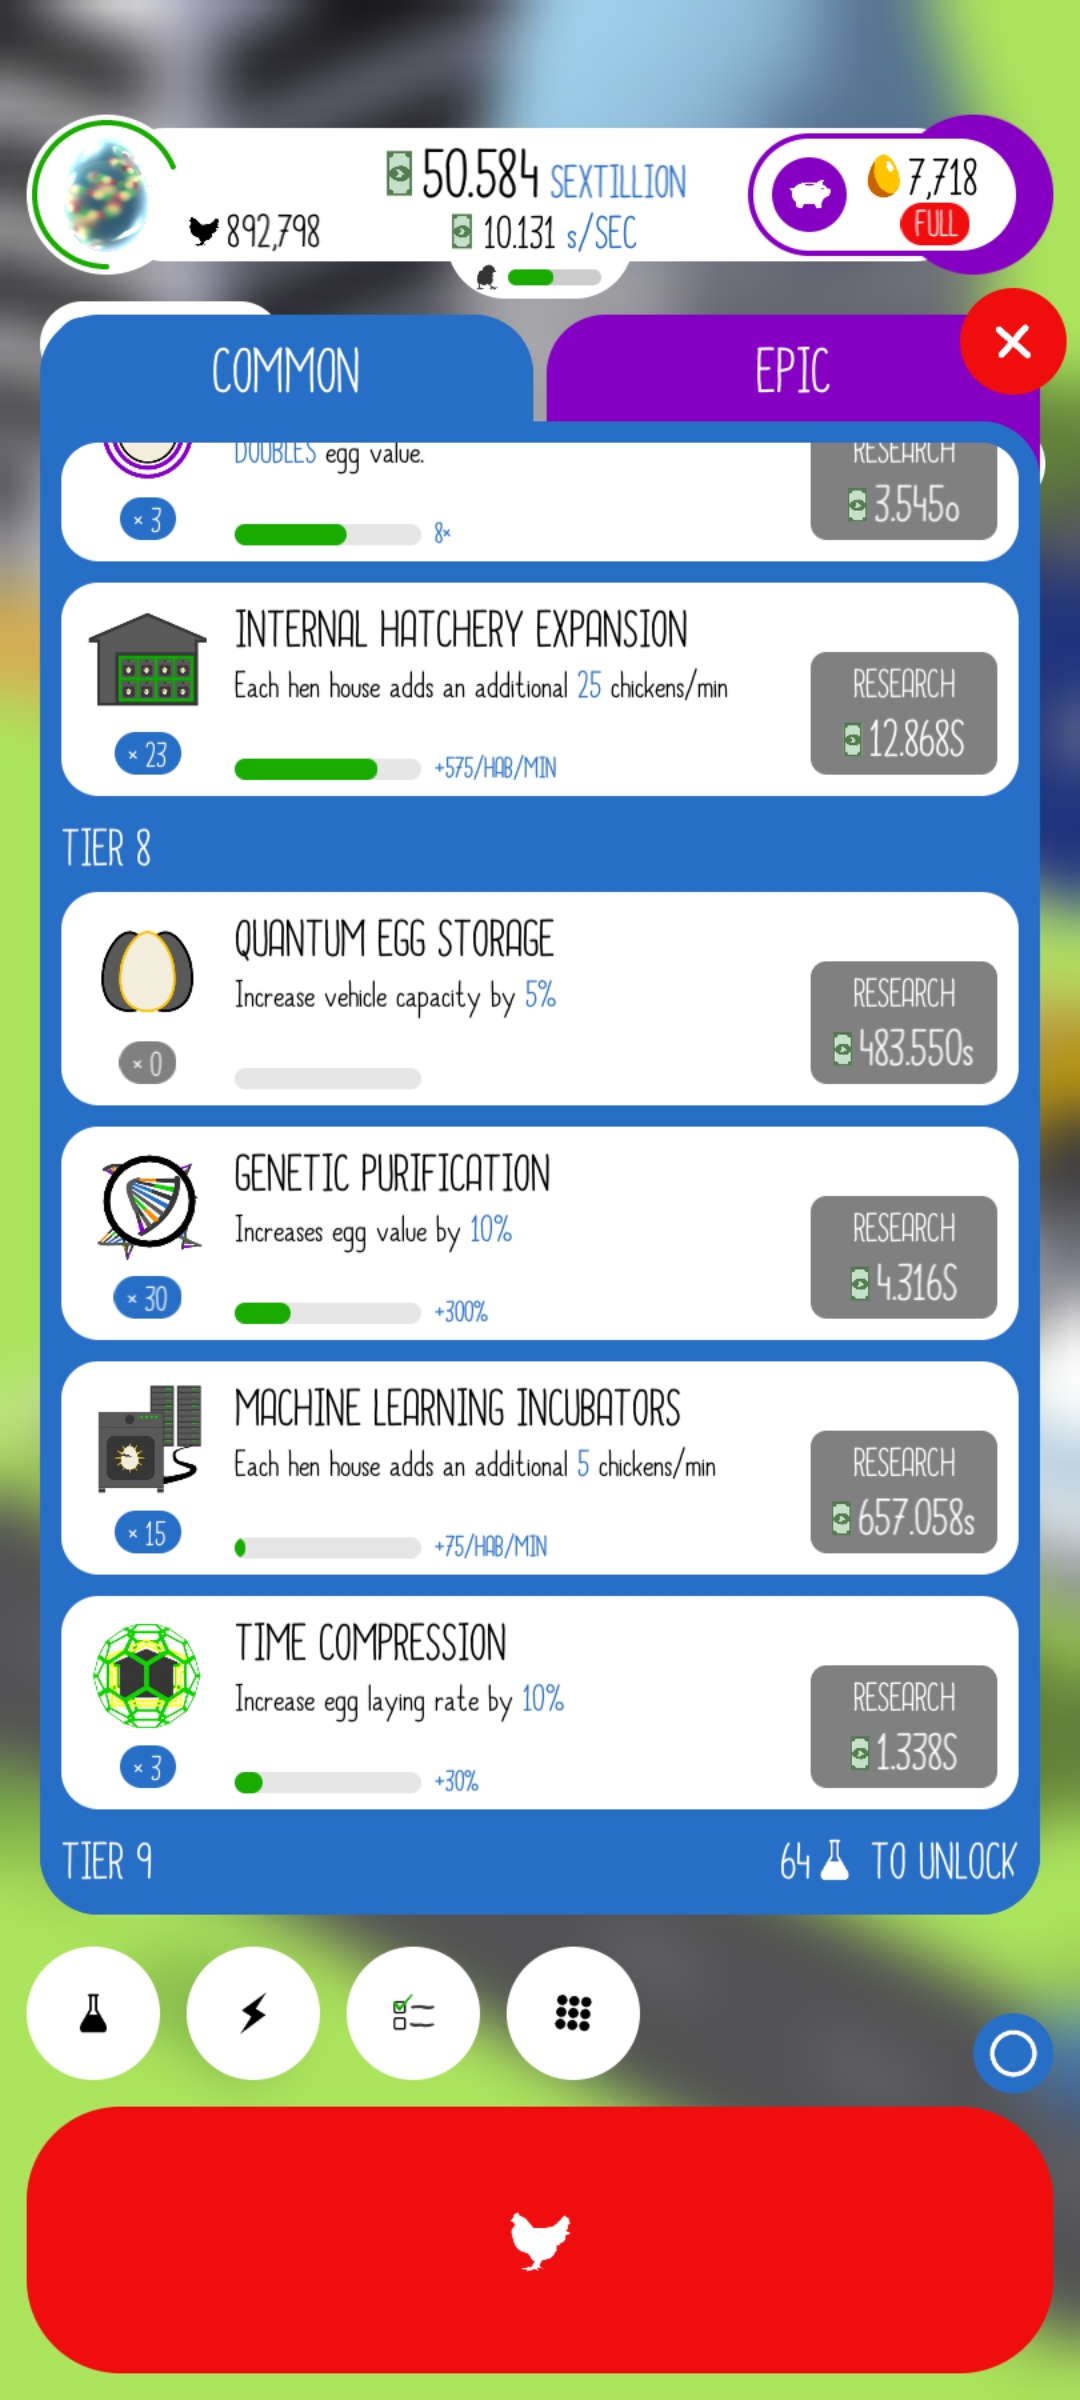 50.584 SEXTILLION
7,718
892,798
10.131 s/SEC
FULL
COMMON
EPIC
DOUBLES egg value.
RESEARCH
3.545o
× 3
8×
INTERNAL HATCHERY EXPANSION
Each hen house adds an additional 25 chickens/min
RESEARCH
12.868S
× 23
+575/HAB/MIN
TIER 8
QUANTUM EGG STORAGE
Increase vehicle capacity by 5%
RESEARCH
483.550s
× 0
GENETIC PURIFICATION
Increases egg value by 10%
RESEARCH
4.316S
× 30
+300%
MACHINE LEARNING INCUBATORS
Each hen house adds an additional 5 chickens/min
RESEARCH
657.058s
× 15
+75/HAB/MIN
TIME COMPRESSION
Increase egg laying rate by 10%
RESEARCH
1.338S
× 3
+30%
TIER 9
64 TO UNLOCK